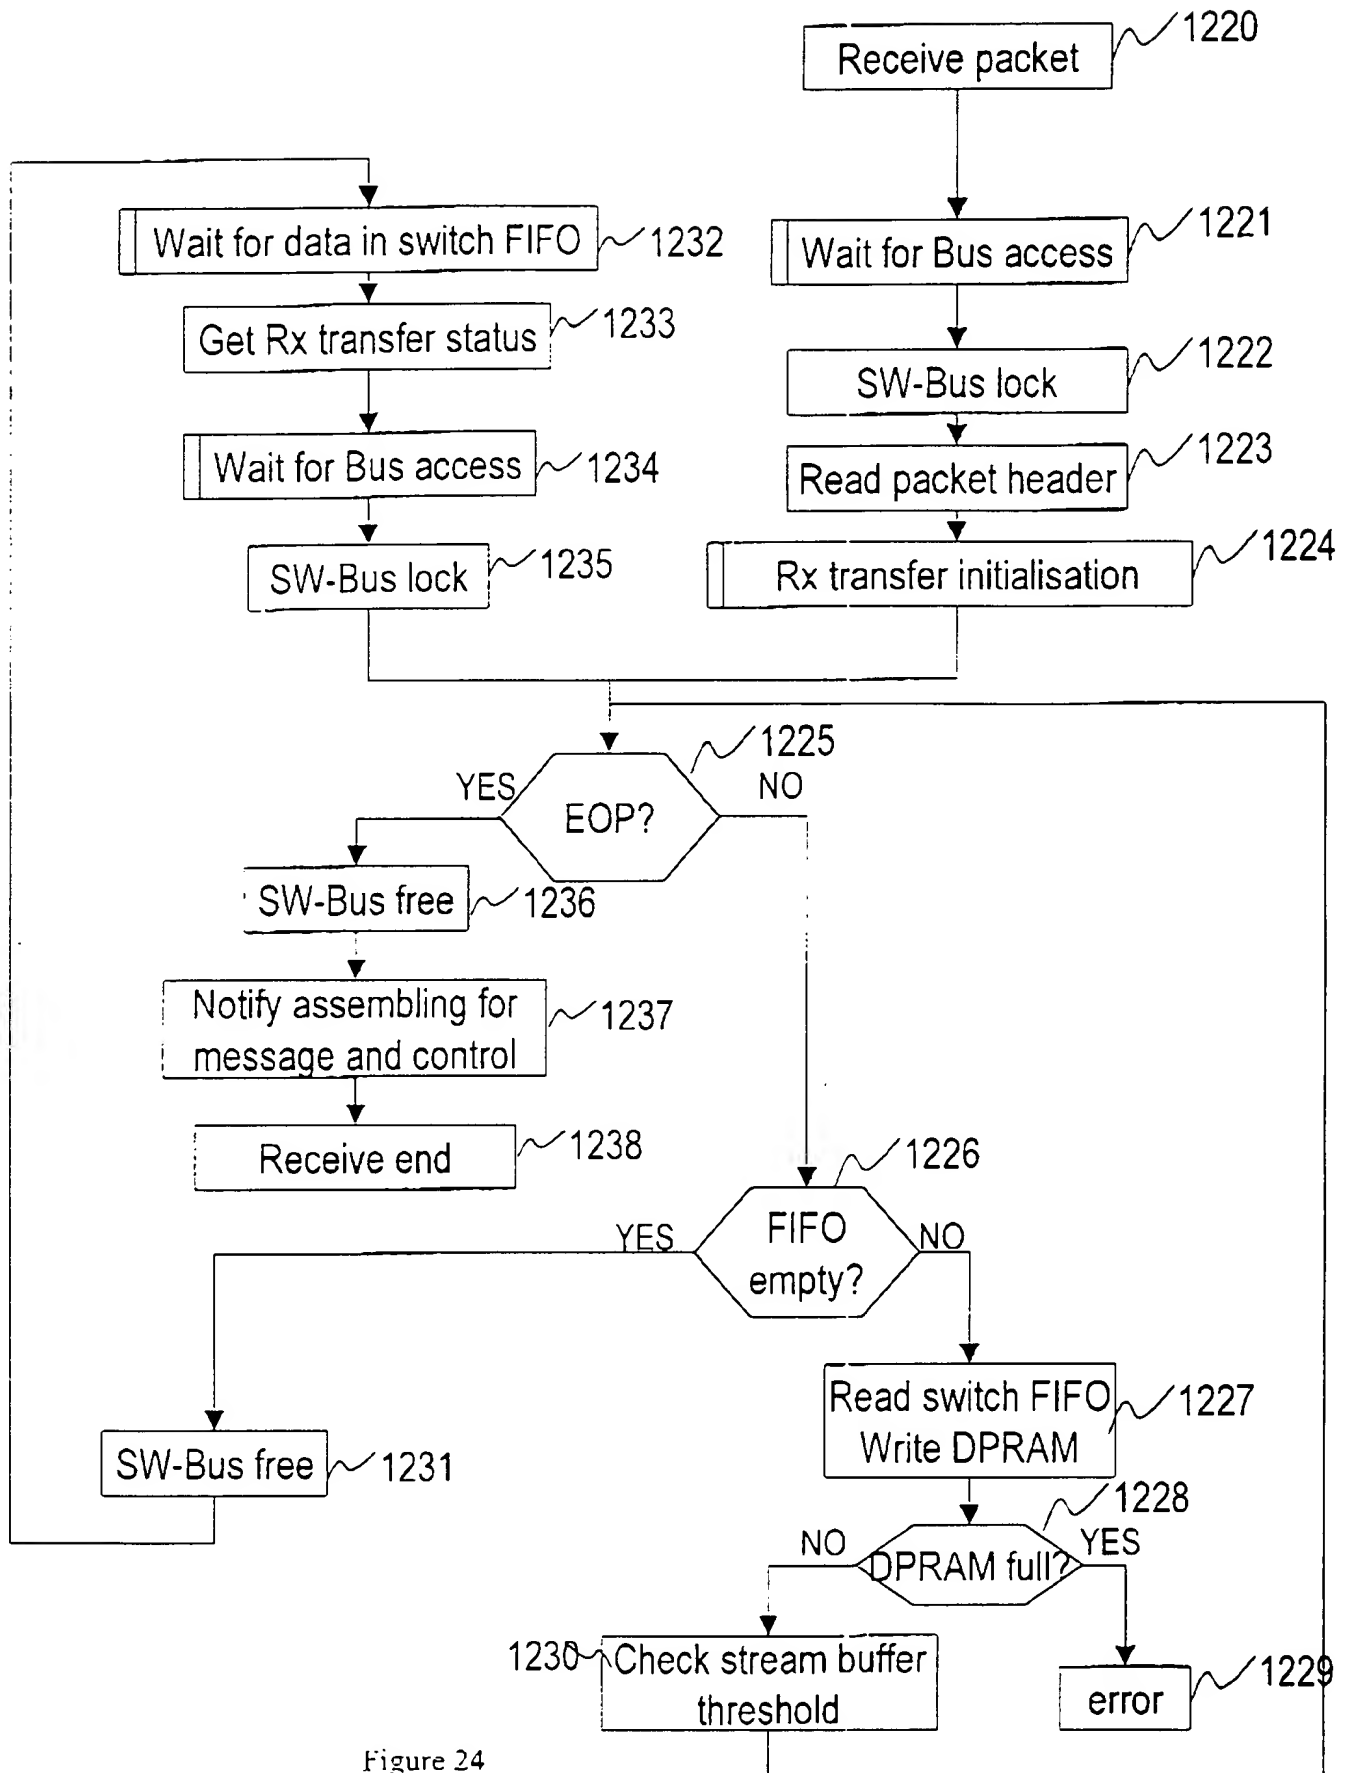 1220
Receive packet
Wait for data in switch FIFO
1232
Wait for Bus access
1221
Get Rx transfer status
1233
SW-Bus lock
1222
Wait for Bus access
1234
Read packet header
1223
SW-Bus lock
1235
Rx transfer initialisation
1224
1225
YES
NO
EOP?
SW-Bus free
1236
Notify assembling for
message and control
1237
Receive end
1238
1226
YES
NO
FIFO
empty?
Read switch FIFO
Write DPRAM
1227
SW-Bus free
1231
1228
NO
YES
DPRAM full?
1230
Check stream buffer
threshold
error
1229
Figure 24